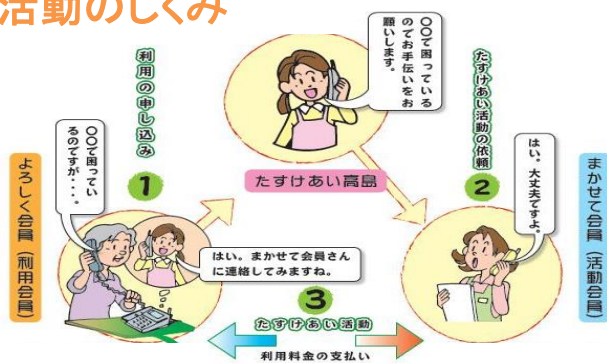 活動のしくみ
〇〇で困っている
のでお手伝いをお
願いします。
利用の申し込み
1
〇〇で困ってい
るのですが・・・。
よろしく会員（利用会員）
たすけあい高島
たすけあい活動の依頼
2
はい。大丈夫ですよ。
まかせて会員（活動会員）
はい。まかせて会員さん
に連絡してみますね。
3
たすけあい活動
利用料金の支払い